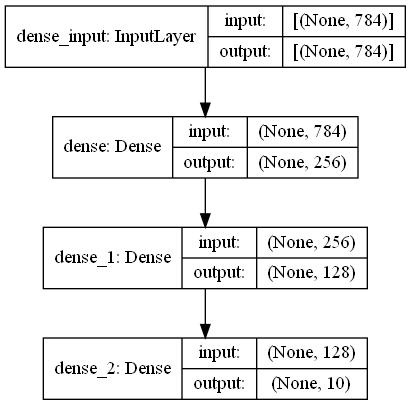 dense_input: InputLayer
input: [(None, 784)]
output: [(None, 784)]
dense: Dense
input: (None, 784)
output: (None, 256)
dense_1: Dense
input: (None, 256)
output: (None, 128)
dense_2: Dense
input: (None, 128)
output: (None, 10)